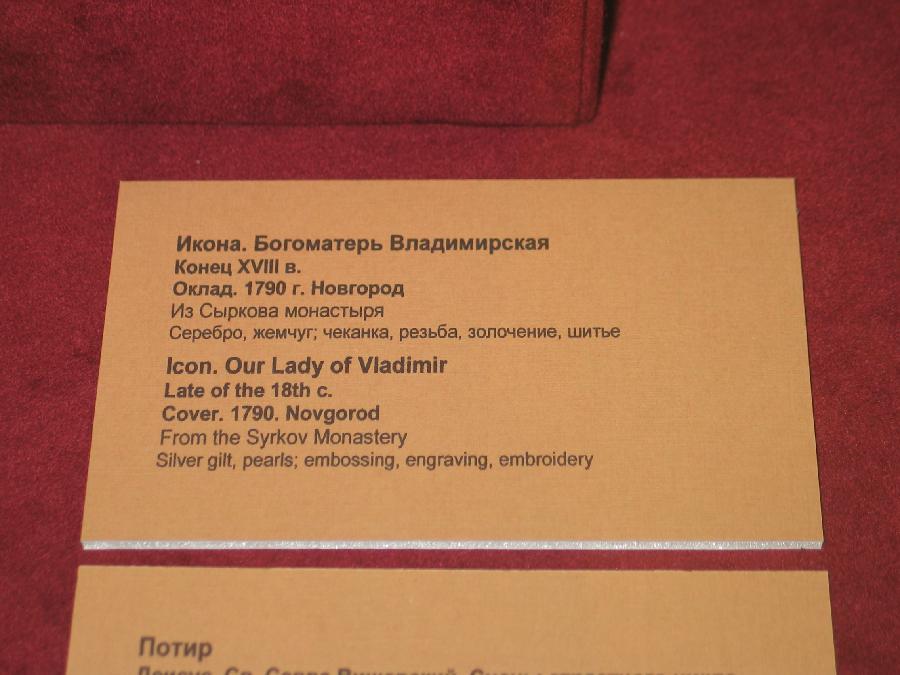 Икона. Богоматерь Владимирская
Конец XVIII в.
Оклад. 1790 г. Новгород
Из Сыркова монастыря
Серебро, жемчуг; чеканка, резьба, золочение, шитье
Icon. Our Lady of Vladimir
Late of the 18th c.
Cover. 1790. Novgorod
From the Syrkov Monastery
Silver gilt, pearls; embossing, engraving, embroidery
Потир